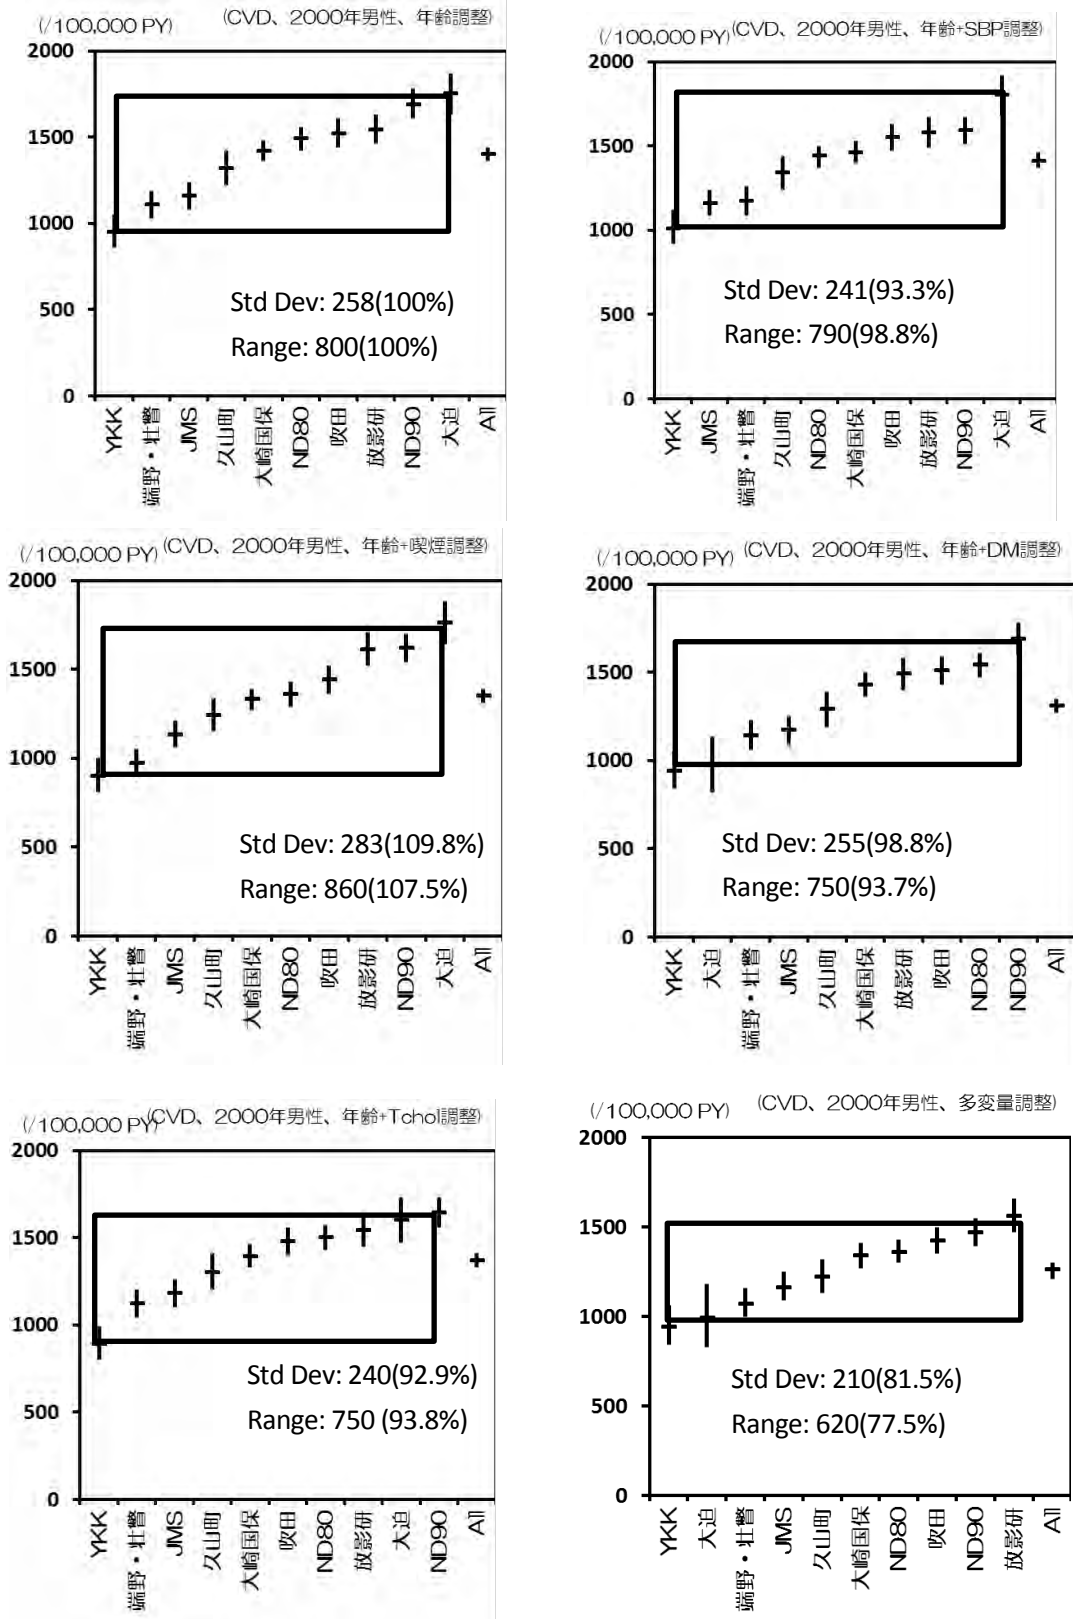 (/100,000 PY) (CVD、2000年男性、年齢調整)
2000
1500
1000
500
0
Std Dev: 258(100%)
Range: 800(100%)
YKK
端野・壮瞥
JMS
久山町
大崎国保
ND80
吹田
放影研
ND90
大迫
All
(/100,000 PY) (CVD、2000年男性、年齢+SBP調整)
2000
1500
1000
500
0
Std Dev: 241(93.3%)
Range: 790(98.8%)
YKK
JMS
端野・壮瞥
久山町
ND80
大崎国保
吹田
放影研
ND90
大迫
All
(/100,000 PY) (CVD、2000年男性、年齢+喫煙調整)
2000
1500
1000
500
0
Std Dev: 283(109.8%)
Range: 860(107.5%)
YKK
端野・壮瞥
JMS
久山町
大崎国保
ND80
吹田
放影研
ND90
大迫
All
(/100,000 PY) (CVD、2000年男性、年齢+DM調整)
2000
1500
1000
500
0
Std Dev: 255(98.8%)
Range: 750(93.7%)
YKK
大迫
端野・壮瞥
JMS
久山町
大崎国保
放影研
吹田
ND80
ND90
All
(/100,000 PY) (CVD、2000年男性、年齢+Tchol調整)
2000
1500
1000
500
0
Std Dev: 240(92.9%)
Range: 750 (93.8%)
YKK
端野・壮瞥
JMS
久山町
大崎国保
吹田
ND80
放影研
大迫
ND90
All
(/100,000 PY) (CVD、2000年男性、多変量調整)
2000
1500
1000
500
0
Std Dev: 210(81.5%)
Range: 620(77.5%)
YKK
大迫
端野・壮瞥
JMS
久山町
大崎国保
ND80
吹田
ND90
放影研
All